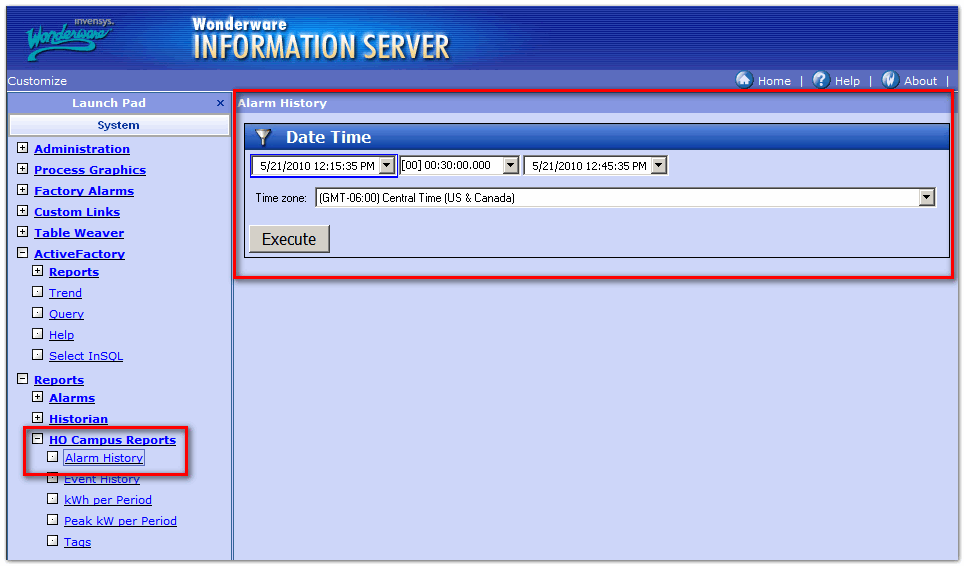 invensys.
Wonderware
Wonderware
INFORMATION SERVER
Customize
Home | Help | About |
Launch Pad ×
System
Administration
Process Graphics
Factory Alarms
Custom Links
Table Weaver
ActiveFactory
Reports
Trend
Query
Help
Select InSQL
Reports
Alarms
Historian
HO Campus Reports
Alarm History
Event History
kWh per Period
Peak kW per Period
Tags
Alarm History
Date Time
5/21/2010 12:15:35 PM [00] 00:30:00.000 5/21/2010 12:45:35 PM
Time zone: (GMT-06:00) Central Time (US & Canada)
Execute